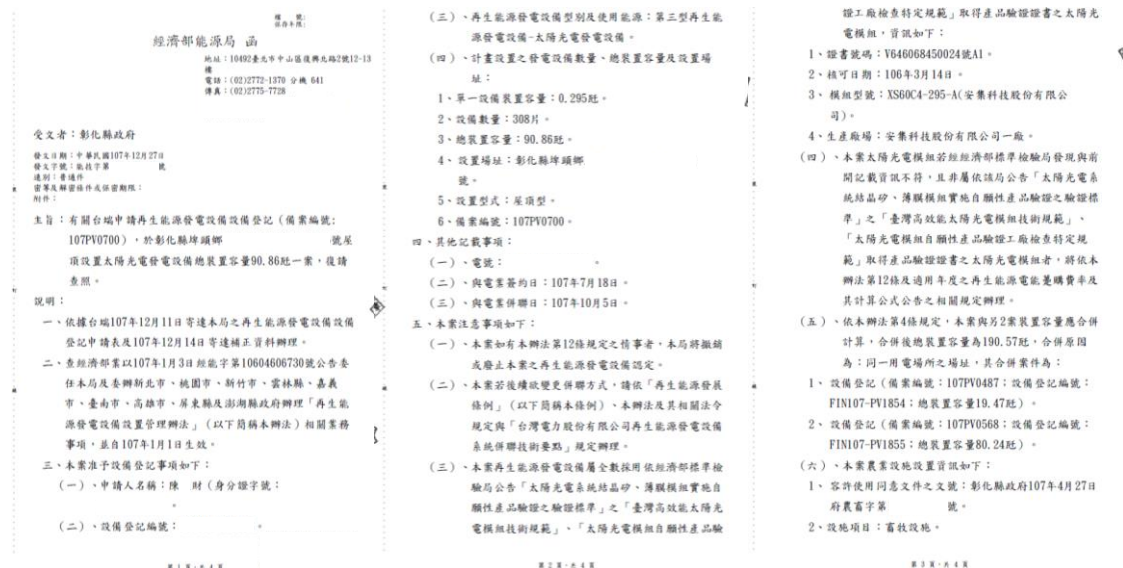 檔 號:
保存年限:
經濟部能源局 函
地址:10492臺北市中山區復興北路2號12-13
樓
電話:(02)2772-1370 分機 641
傳真:(02)2775-7728
受文者:彰化縣政府
發文日期:中華民國107年12月27日
發文字號:能技字第 號
速別:普通件
密等及解密條件或保密期限:
附件:
主旨:有關台端申請再生能源發電設備設備登記(備案編號:
107PV0700),於彰化縣埤頭鄉 號屋
頂設置太陽光電發電設備總裝置容量90.86瓩一案,復請
查照。
說明:
一、依據台端107年12月11日寄達本局之再生能源發電設備設備
登記申請表及107年12月14日寄達補正資料辦理。
二、查經濟部業以107年1月3日經能字第10604606730號公告委
任本局及委辦新北市、桃園市、新竹市、雲林縣、嘉義
市、臺南市、高雄市、屏東縣及澎湖縣政府辦理「再生能
源發電設備設置管理辦法」(以下簡稱本辦法)相關業務
事項,並自107年1月1日生效。
三、本案准予設備登記事項如下:
(一)、申請人名稱:陳 財(身分證字號:
。
(二)、設備登記編號: 。
第 1 頁,共 4 頁
(三)、再生能源發電設備型別及使用能源:第三型再生能
源發電設備-太陽光電發電設備。
(四)、計畫設置之發電設備數量、總裝置容量及設置場
址:
1、單一設備裝置容量:0.295瓩。
2、設備數量:308片。
3、總裝置容量:90.86瓩。
4、設置場址:彰化縣埤頭鄉
號。
5、設置型式:屋頂型。
6、備案編號:107PV0700。
四、其他記載事項:
(一)、電號: 。
(二)、與電業簽約日:107年7月18日。
(三)、與電業併聯日:107年10月5日。
五、本案注意事項如下:
(一)、本案如有本辦法第12條規定之情事者,本局將撤銷
或廢止本案之再生能源發電設備認定。
(二)、本案若後續欲變更併聯方式,請依「再生能源發展
條例」(以下簡稱本條例)、本辦法及其相關法令
規定與「台灣電力股份有限公司再生能源發電設備
系統併聯技術要點」規定辦理。
(三)、本案再生能源發電設備屬全數採用依經濟部標準檢
驗局公告「太陽光電系統結晶矽、薄膜模組實施自
願性產品驗證之驗證標準」之「臺灣高效能太陽光
電模組技術規範」、「太陽光電模組自願性產品驗
第 2 頁,共 4 頁
證工廠檢查特定規範」取得產品驗證證書之太陽光
電模組,資訊如下:
1、證書號碼:V646068450024號A1。
2、核可日期:106年3月14日。
3、模組型號:XS60C4-295-A(安集科技股份有限公
司)。
4、生產廠場:安集科技股份有限公司一廠。
(四)、本案太陽光電模組若經經濟部標準檢驗局發現與前
開記載資訊不符,且非屬依該局公告「太陽光電系
統結晶矽、薄膜模組實施自願性產品驗證之驗證標
準」之「臺灣高效能太陽光電模組技術規範」、
「太陽光電模組自願性產品驗證工廠檢查特定規
範」取得產品驗證證書之太陽光電模組者,將依本
辦法第12條及適用年度之再生能源電能躉購費率及
其計算公式公告之相關規定辦理。
(五)、依本辦法第4條規定,本案與另2案裝置容量應合併
計算,合併後總裝置容量為190.57瓩,合併原因
為:同一用電場所之場址,其合併案件為:
1、設備登記(備案編號:107PV0487;設備登記編號:
FIN107-PV1854;總裝置容量19.47瓩)。
2、設備登記(備案編號:107PV0568;設備登記編號:
FIN107-PV1855;總裝置容量80.24瓩)。
(六)、本案農業設施設置資訊如下:
1、容許使用同意文件之文號:彰化縣政府107年4月27日
府農畜字第 號。
2、設施項目:畜牧設施。
第 3 頁,共 4 頁